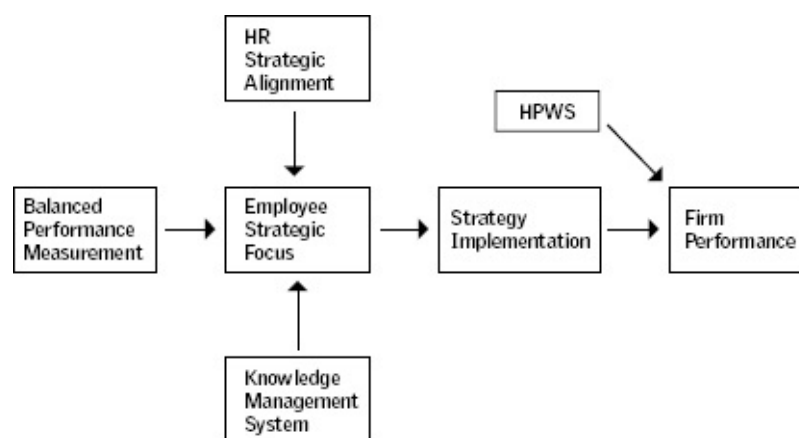 HR
Strategic
Alignment
HPWS
Balanced
Performance
Measurement
Employee
Strategic
Focus
Strategy
Implementation
Firm
Performance
Knowledge
Management
System